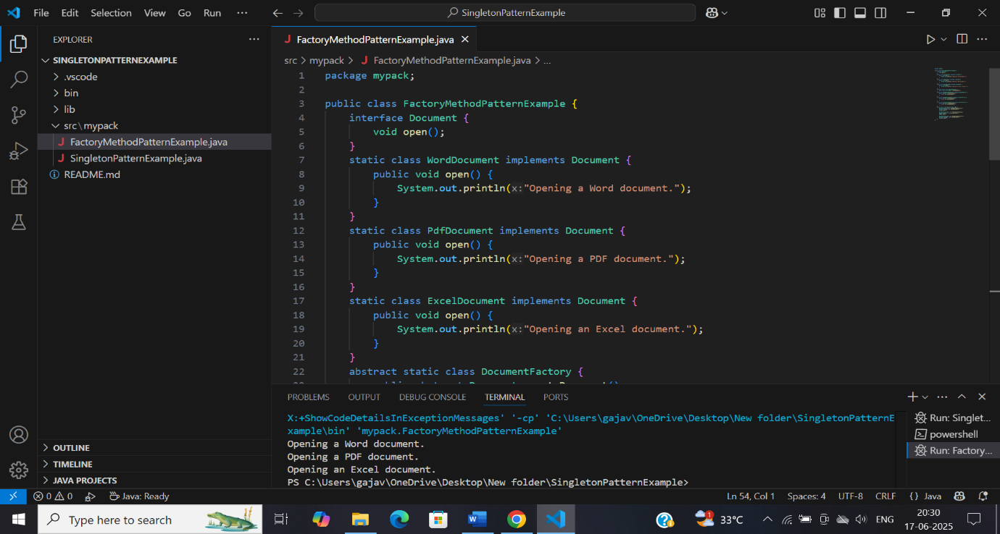 File Edit Selection View Go Run ··· SingletonPatternExample
EXPLORER ···
SINGLETONPATTERNEXAMPLE
.vscode
bin
lib
src\mypack
J FactoryMethodPatternExample.java
J SingletonPatternExample.java
README.md
OUTLINE
TIMELINE
JAVA PROJECTS
J FactoryMethodPatternExample.java
src > mypack > J FactoryMethodPatternExample.java > ...
1 package mypack;
2
3 public class FactoryMethodPatternExample {
4 interface Document {
5 void open();
6 }
7 static class WordDocument implements Document {
8 public void open() {
9 System.out.println(x:"Opening a Word document.");
10 }
11 }
12 static class PdfDocument implements Document {
13 public void open() {
14 System.out.println(x:"Opening a PDF document.");
15 }
16 }
17 static class ExcelDocument implements Document {
18 public void open() {
19 System.out.println(x:"Opening an Excel document.");
20 }
21 }
22 abstract static class DocumentFactory {
PROBLEMS OUTPUT DEBUG CONSOLE TERMINAL PORTS
X:+ShowCodeDetailsInExceptionMessages' '-cp' 'C:\Users\gajav\OneDrive\Desktop\New folder\SingletonPatternE
xample\bin' 'mypack.FactoryMethodPatternExample'
Opening a Word document.
Opening a PDF document.
Opening an Excel document.
PS C:\Users\gajav\OneDrive\Desktop\New folder\SingletonPatternExample>
Run: Singlet...
powershell
Run: Factory...
0 0 Java: Ready Ln 54, Col 1 Spaces: 4 UTF-8 CRLF {} Java
Type here to search 1 33°C ENG
20:30
17-06-2025